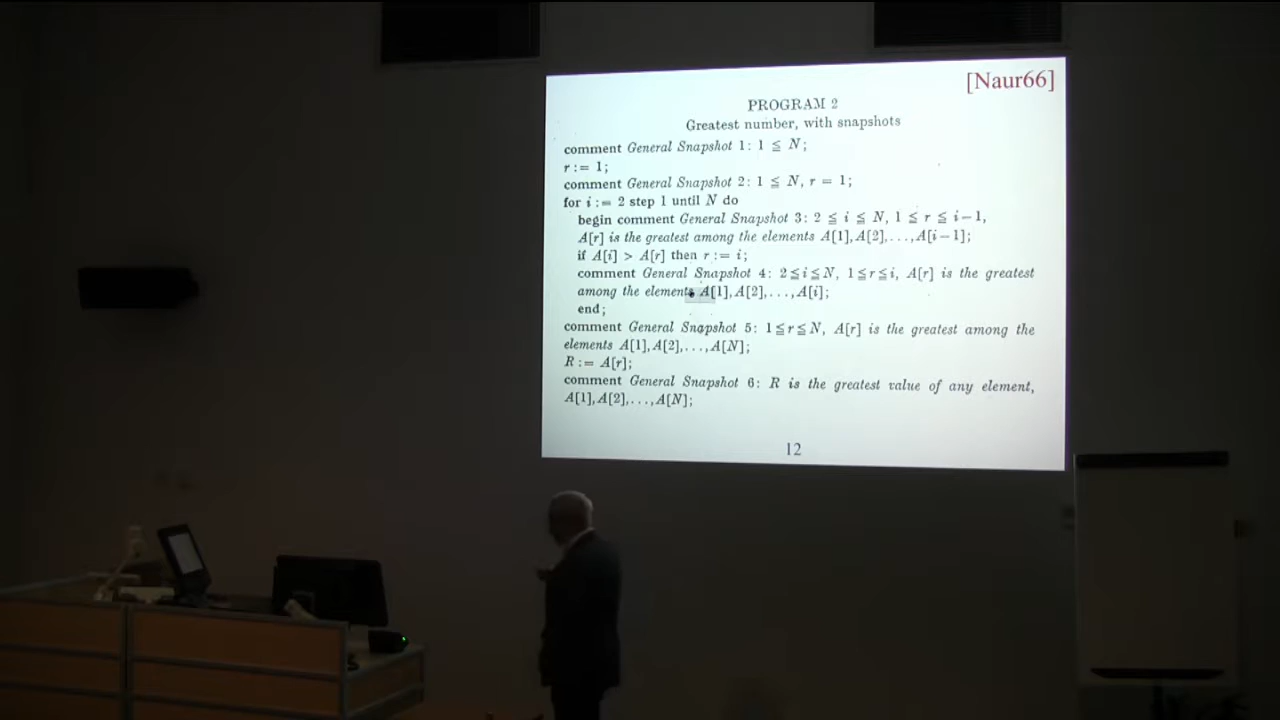 [Naur66]
PROGRAM 2
Greatest number, with snapshots
comment General Snapshot 1: 1 ≦ N;
r := 1;
comment General Snapshot 2: 1 ≦ N, r = 1;
for i := 2 step 1 until N do
begin comment General Snapshot 3: 2 ≦ i ≦ N, 1 ≦ r ≦ i−1,
A[r] is the greatest among the elements A[1], A[2], ..., A[i−1];
if A[i] > A[r] then r := i;
comment General Snapshot 4: 2≦i≦N, 1≦r≦i, A[r] is the greatest
among the elements A[1], A[2], ..., A[i];
end;
comment General Snapshot 5: 1≦r≦N, A[r] is the greatest among the
elements A[1], A[2], ..., A[N];
R := A[r];
comment General Snapshot 6: R is the greatest value of any element,
A[1], A[2], ..., A[N];
12